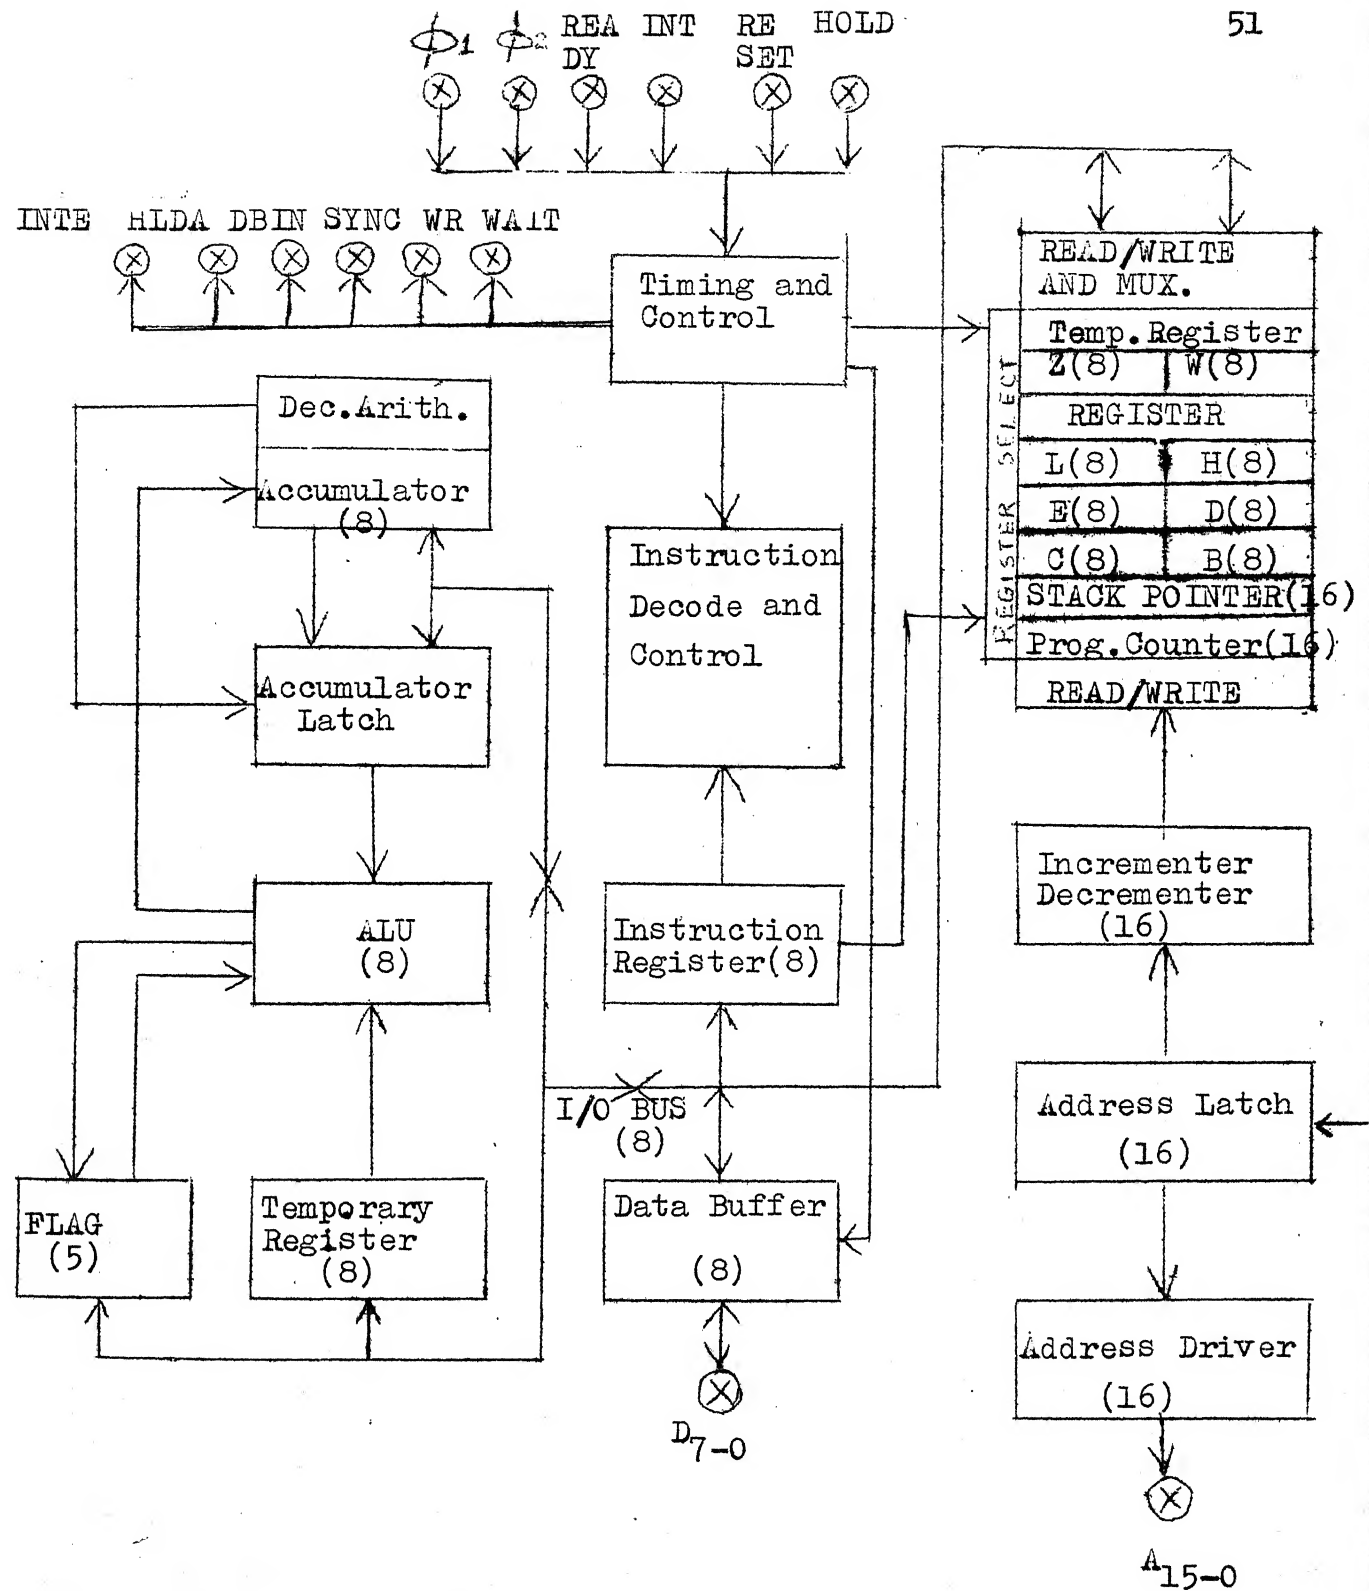 51
ϕ1 ϕ2 REA INT RE HOLD
DY SET
INTE HLDA DBIN SYNC WR WAIT
Timing and
Control
READ/WRITE
AND MUX.
Temp.Register
Z(8) W(8)
REGISTER
L(8) H(8)
E(8) D(8)
C(8) B(8)
STACK POINTER(16)
Prog.Counter(16)
READ/WRITE
REGISTER SELECT
Dec.Arith.
Accumulator
(8)
Instruction
Decode and
Control
Accumulator
Latch
ALU
(8)
Instruction
Register(8)
Incrementer
Decrementer
(16)
I/O BUS
(8)
Address Latch
(16)
FLAG
(5)
Temporary
Register
(8)
Data Buffer
(8)
Address Driver
(16)
D7-0
A15-0